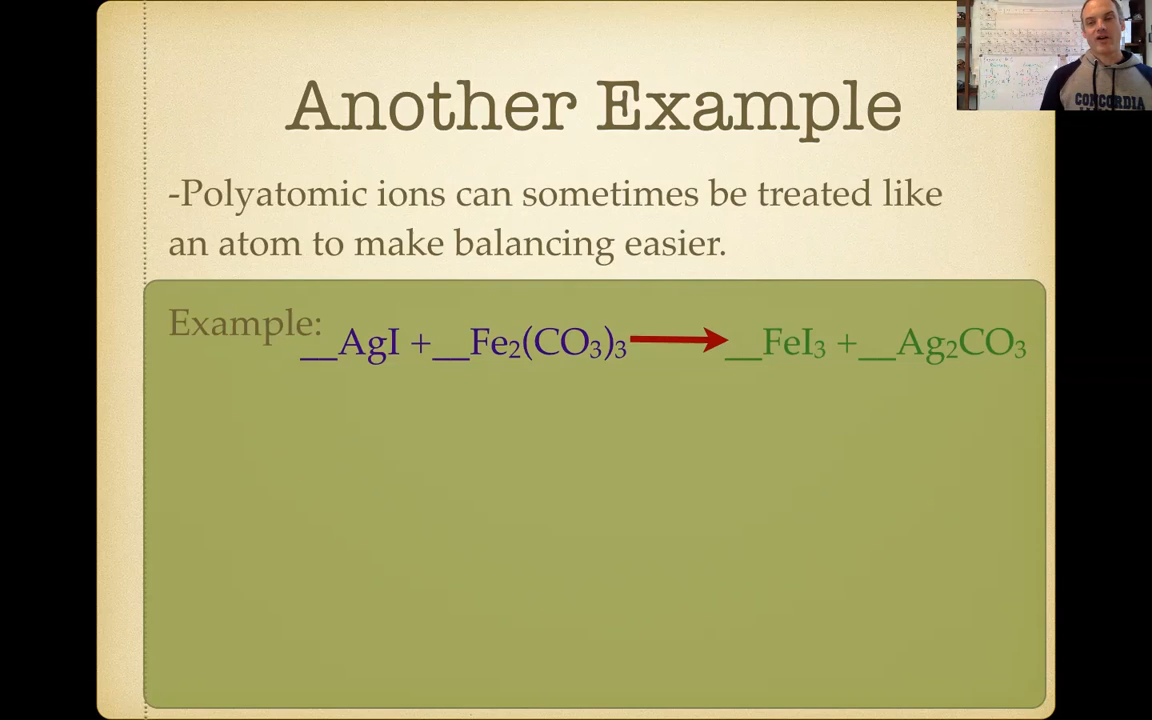 Another Example
-Polyatomic ions can sometimes be treated like
an atom to make balancing easier.
Example:
__AgI +__Fe₂(CO₃)₃ → __FeI₃ +__Ag₂CO₃
CONCORDIA